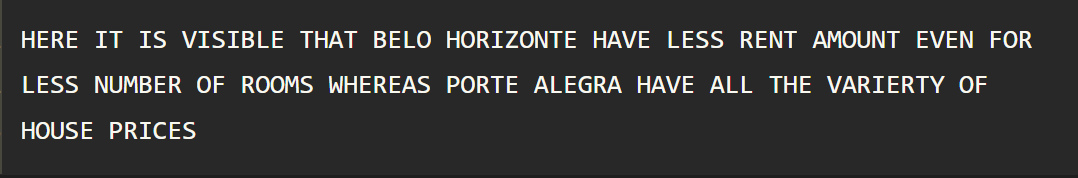 HERE IT IS VISIBLE THAT BELO HORIZONTE HAVE LESS RENT AMOUNT EVEN FOR
LESS NUMBER OF ROOMS WHEREAS PORTE ALEGRA HAVE ALL THE VARIERTY OF
HOUSE PRICES